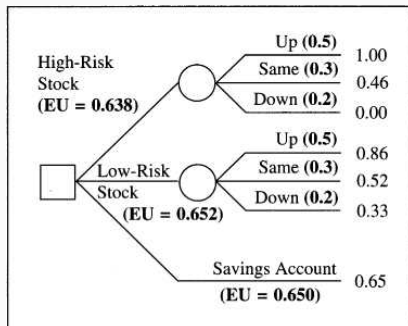 High-Risk
Stock
(EU = 0.638)
Up (0.5) 1.00
Same (0.3) 0.46
Down (0.2) 0.00
Low-Risk
Stock
(EU = 0.652)
Up (0.5) 0.86
Same (0.3) 0.52
Down (0.2) 0.33
Savings Account 0.65
(EU = 0.650)